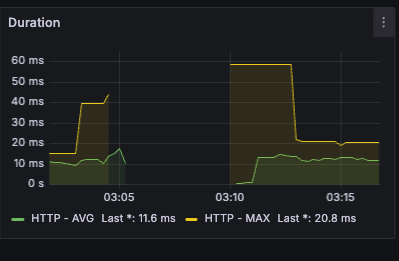 Duration
60 ms
50 ms
40 ms
30 ms
20 ms
10 ms
0 s
03:05 03:10 03:15
HTTP - AVG Last *: 11.6 ms HTTP - MAX Last *: 20.8 ms